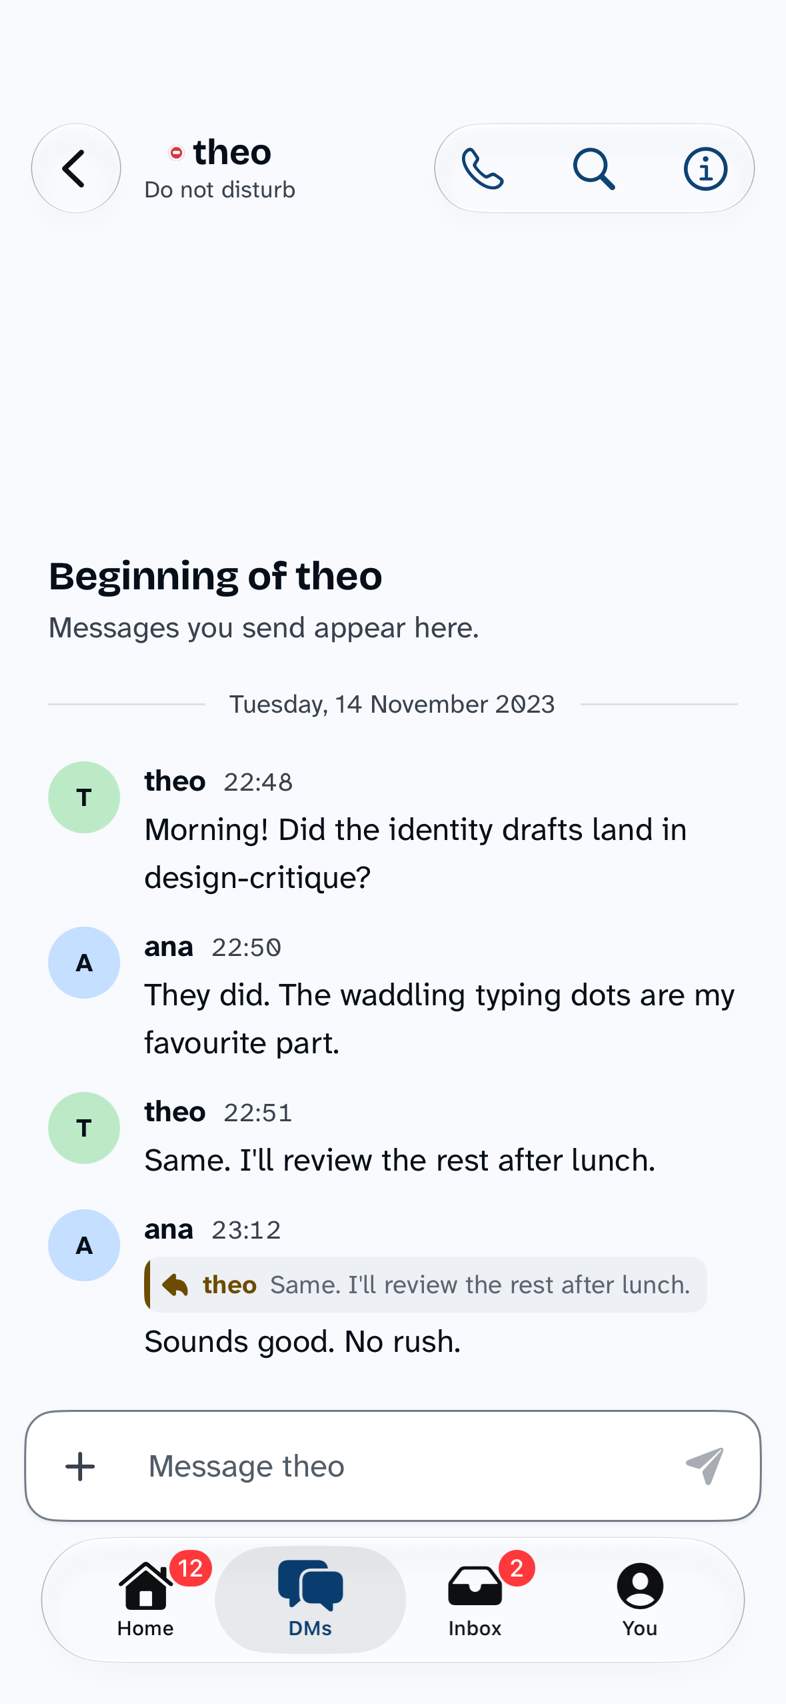 theo
Do not disturb
Beginning of theo
Messages you send appear here.
Tuesday, 14 November 2023
T
theo 22:48
Morning! Did the identity drafts land in
design-critique?
A
ana 22:50
They did. The waddling typing dots are my
favourite part.
T
theo 22:51
Same. I'll review the rest after lunch.
A
ana 23:12
theo Same. I'll review the rest after lunch.
Sounds good. No rush.
Message theo
12
2
Home
DMs
Inbox
You